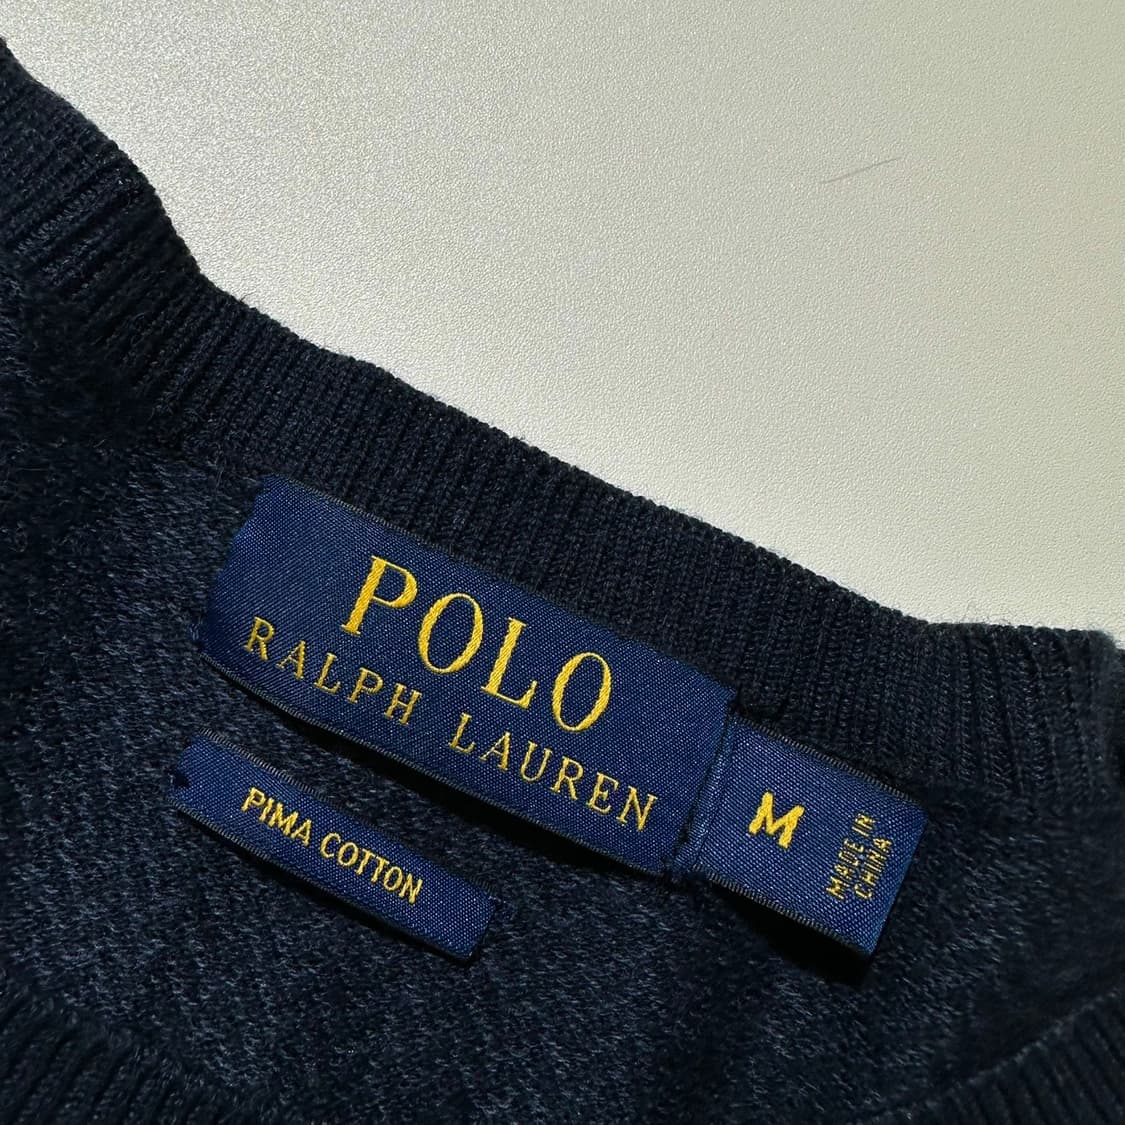 POLO
RALPH LAUREN
M
MADE IN
CHINA
PIMA COTTON